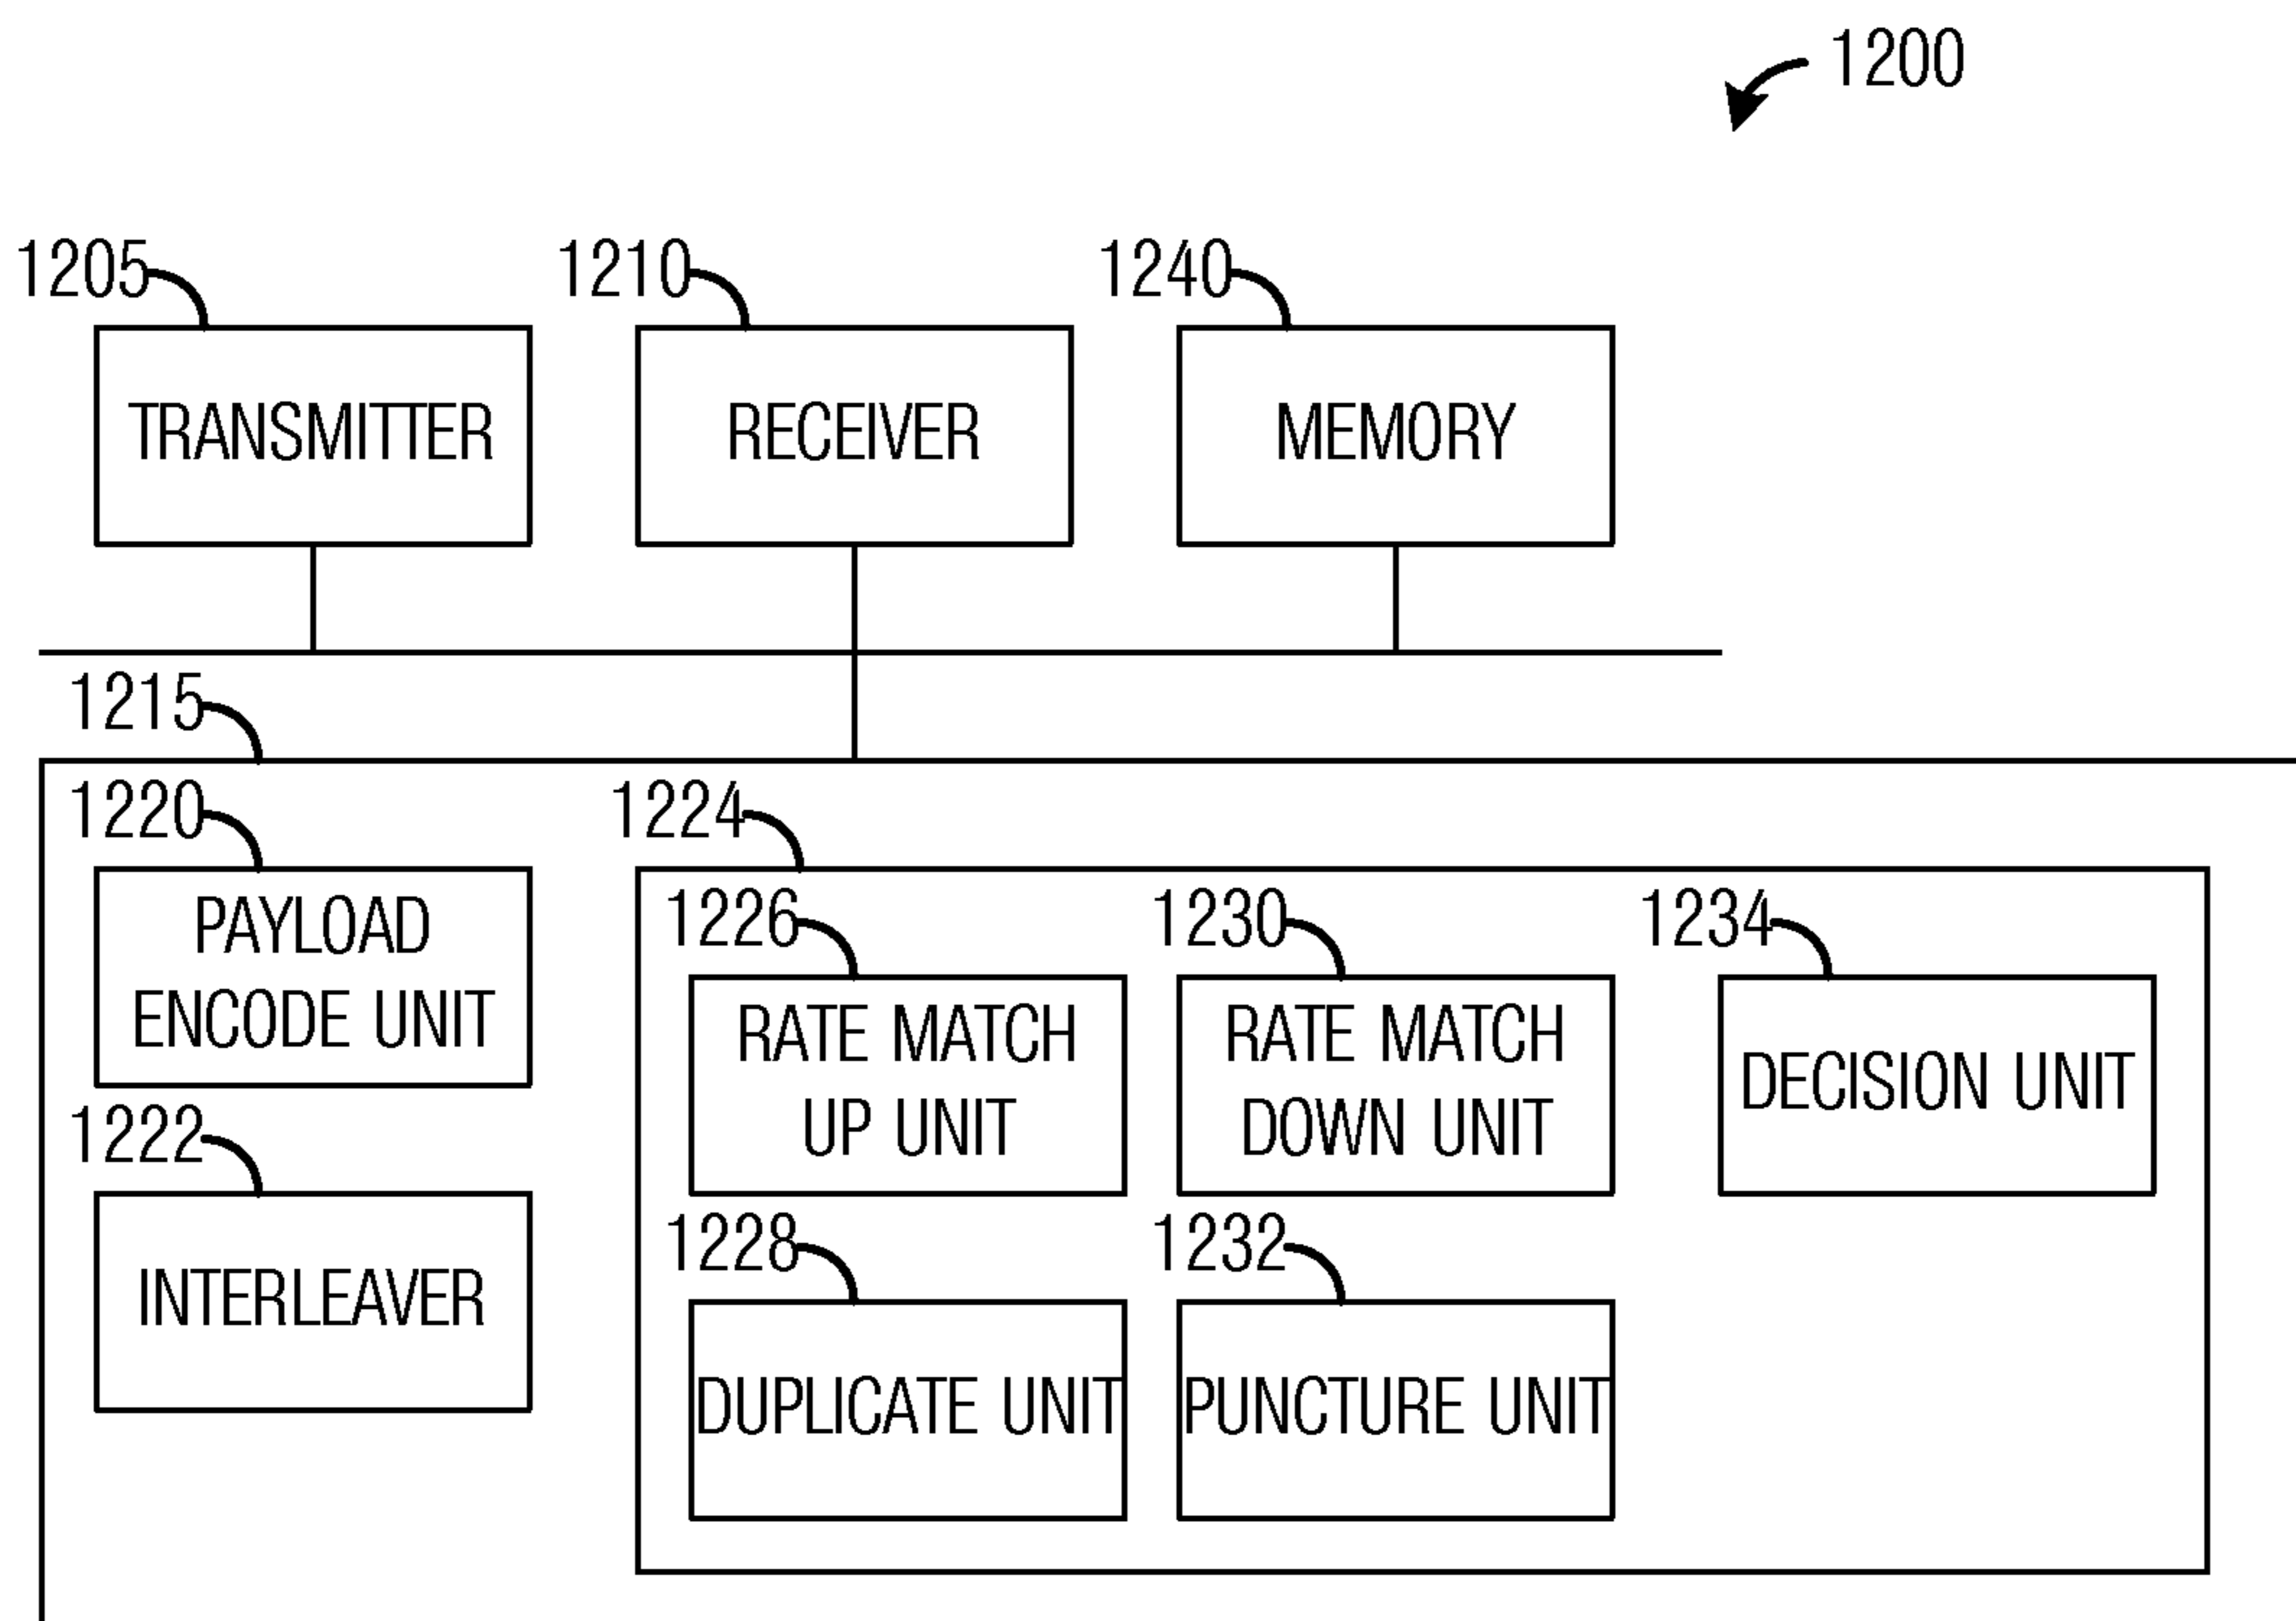 1200
1205
1210
1240
TRANSMITTER
RECEIVER
MEMORY
1215
1220
1224
PAYLOAD
ENCODE UNIT
1226
1230
1234
RATE MATCH
UP UNIT
RATE MATCH
DOWN UNIT
DECISION UNIT
1222
INTERLEAVER
1228
1232
DUPLICATE UNIT
PUNCTURE UNIT